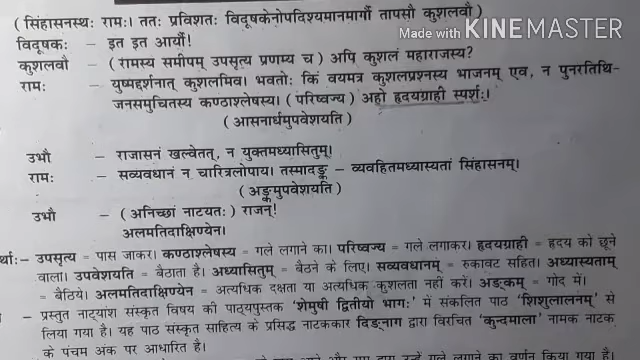 (सिंहासनस्थः रामः। ततः प्रविशतः विदूषकेनोपदिश्यमानमार्गौ तापसौ कुशलवौ)
Made with KINEMASTER
विदूषकः – इत इत आर्यौ!
कुशलवौ – (रामस्य समीपम् उपसृत्य प्रणम्य च) अपि कुशलं महाराजस्य?
रामः – युष्मद्दर्शनात् कुशलमिव। भवतोः किं वयमत्र कुशलप्रश्नस्य भाजनम् एव, न पुनरतिथि-
जनसमुचितस्य कण्ठाश्लेषस्य। (परिष्वज्य) अहो हृदयग्राही स्पर्शः।
(आसनार्धमुपवेशयति)
उभौ – राजासनं खल्वेतत्, न युक्तमध्यासितुम्।
रामः – सव्यवधानं न चारित्रलोपाय। तस्मादङ्क – व्यवहितमध्यास्यतां सिंहासनम्।
(अङ्कमुपवेशयति)
उभौ – (अनिच्छां नाटयतः) राजन्!
अलमतिदाक्षिण्येन।
र्थाः– उपसृत्य = पास जाकर। कण्ठाश्लेषस्य = गले लगाने का। परिष्वज्य = गले लगाकर। हृदयग्राही = हृदय को छूने
वाला। उपवेशयति = बैठाता है। अध्यासितुम् = बैठने के लिए। सव्यवधानम् = रुकावट सहित। अध्यास्यताम्
= बैठिये। अलमतिदाक्षिण्येन = अत्यधिक दक्षता या अत्यधिक कुशलता नहीं करें। अङ्कम् = गोद में।
– प्रस्तुत नाट्यांश संस्कृत विषय की पाठ्यपुस्तक 'शेमुषी द्वितीयो भागः' में संकलित पाठ 'शिशुलालनम्' से
लिया गया है। यह पाठ संस्कृत साहित्य के प्रसिद्ध नाटककार दिङ्नाग द्वारा विरचित 'कुन्दमाला' नामक नाटक
के पंचम अंक पर आधारित है।
उन्हें गले लगाने का वर्णन किया गया है।